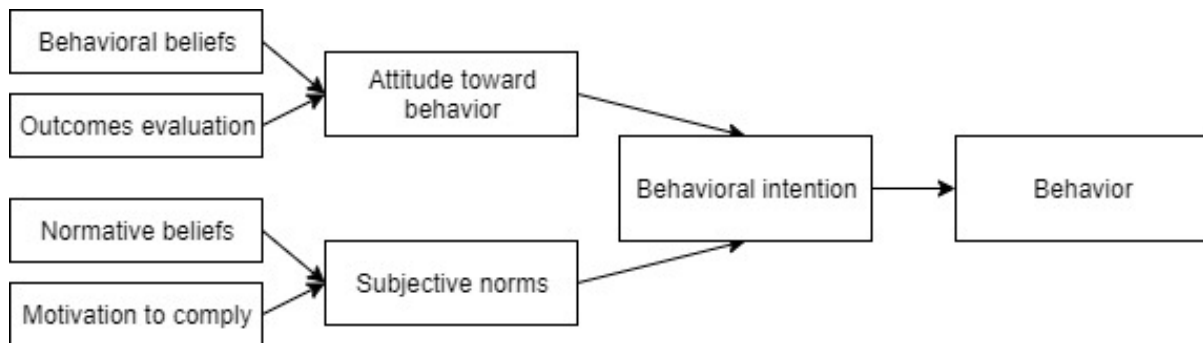 Behavioral beliefs
Outcomes evaluation
Attitude toward
behavior
Normative beliefs
Motivation to comply
Subjective norms
Behavioral intention
Behavior